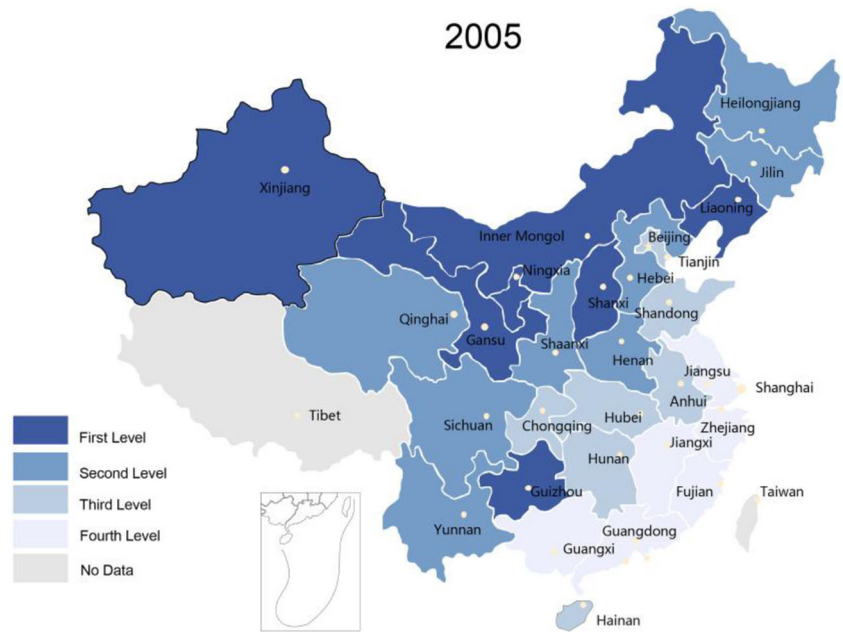 2005
Heilongjiang
Jilin
Xinjiang
Liaoning
Inner Mongol
Beijing
Tianjin
Ningxia
Hebei
Shanxi
Shandong
Qinghai
Gansu
Shaanxi
Henan
Jiangsu
Shanghai
Anhui
Tibet
Sichuan
Chongqing
Hubei
Zhejiang
Jiangxi
Hunan
Guizhou
Fujian
Taiwan
Yunnan
Guangdong
Guangxi
Hainan
First Level
Second Level
Third Level
Fourth Level
No Data